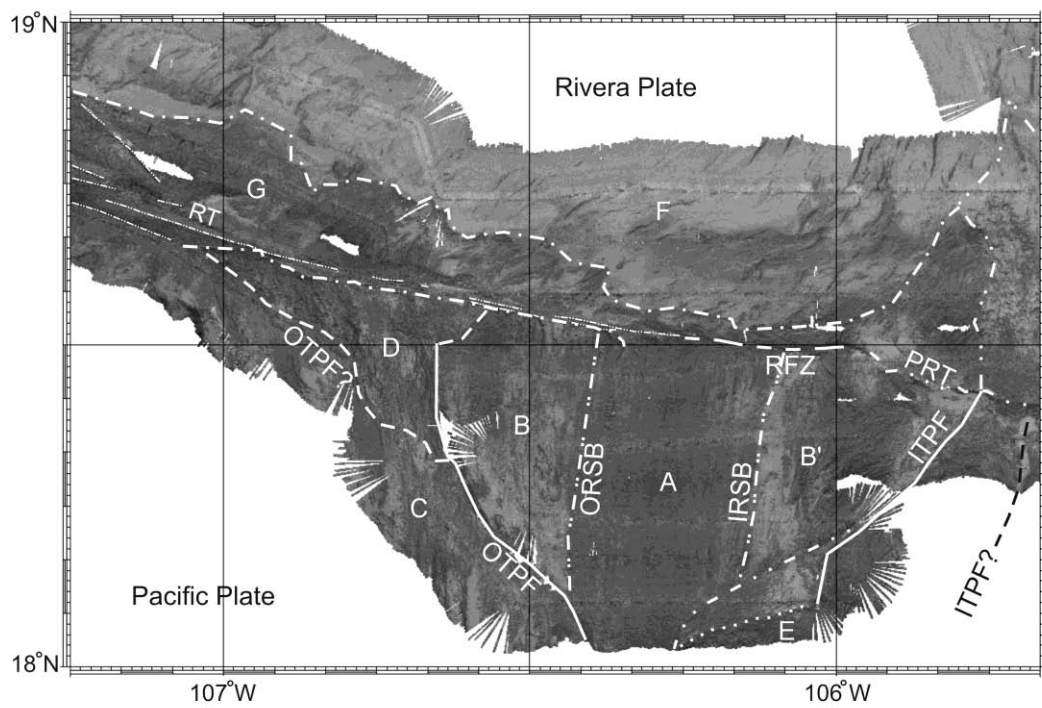 19°N
Rivera Plate
G
F
RT
OTPF?
D
RFZ
PRT
B
ORSB
A
IRSB
B'
ITPF
C
OTPF
Pacific Plate
E
ITPF?
18°N
107°W
106°W